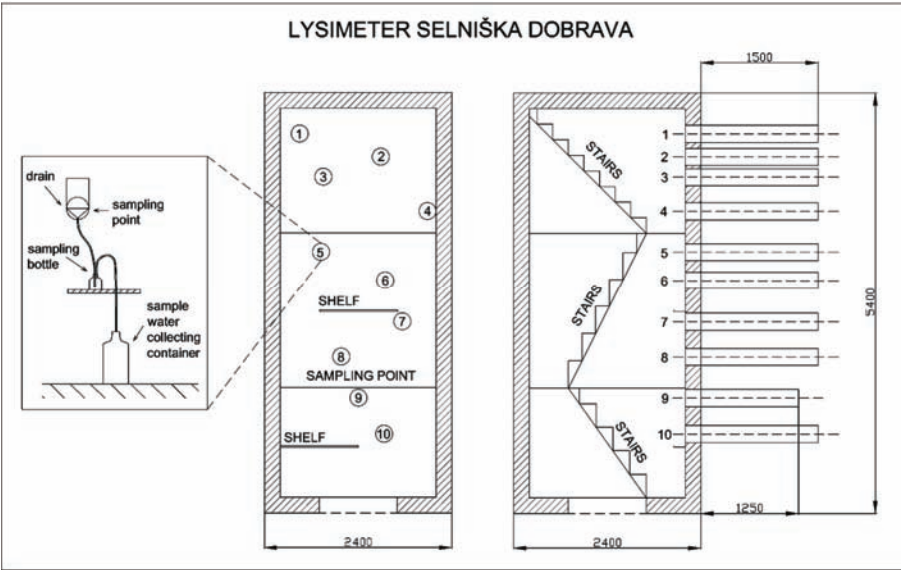 LYSIMETER SELNIŠKA DOBRAVA
drain
sampling
point
sampling
bottle
sample
water
collecting
container
1
2
3
4
5
6
SHELF
7
8
SAMPLING POINT
9
10
SHELF
2400
1500
STAIRS
1
2
3
4
STAIRS
5
6
7
8
STAIRS
9
10
5400
1250
2400